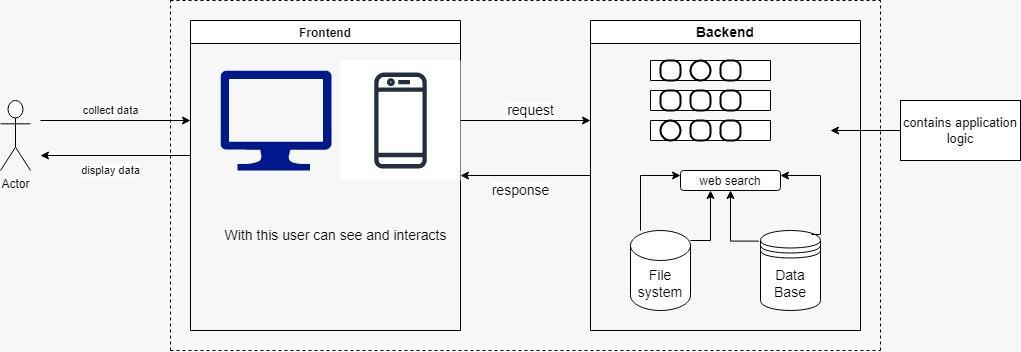 Frontend
Backend
collect data
display data
Actor
request
response
With this user can see and interacts
web search
File
system
Data
Base
contains application
logic